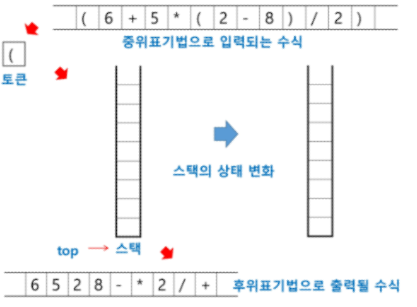 ( 6 + 5 * ( 2 - 8 ) / 2 )
중위표기법으로 입력되는 수식
(
토큰
스택의 상태 변화
top 스택
6 5 2 8 - * 2 / + 후위표기법으로 출력될 수식